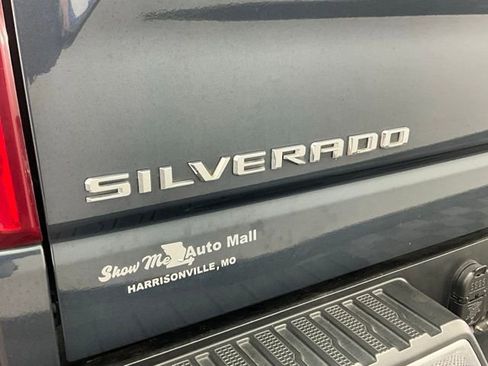 SILVERADO
Show Me Auto Mall
HARRISONVILLE, MO